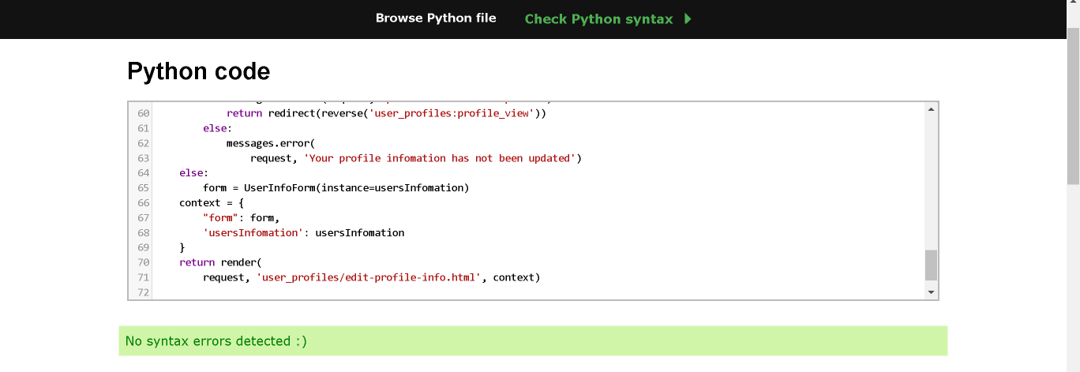 Browse Python file Check Python syntax
Python code
60 return redirect(reverse('user_profiles:profile_view'))
61 else:
62 messages.error(
63 request, 'Your profile infomation has not been updated')
64 else:
65 form = UserInfoForm(instance=usersInfomation)
66 context = {
67 "form": form,
68 'usersInfomation': usersInfomation
69 }
70 return render(
71 request, 'user_profiles/edit-profile-info.html', context)
72
No syntax errors detected :)